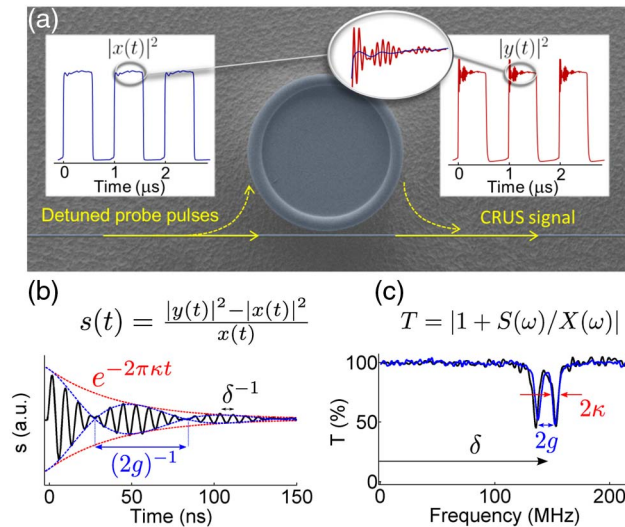 (a)
|x(t)|²
|y(t)|²
0 1 2
Time (μs)
0 1 2
Time (μs)
Detuned probe pulses
CRUS signal
(b)
s(t) = |y(t)|²−|x(t)|² / x(t)
e^−2πκt
δ⁻¹
(2g)⁻¹
s (a.u.)
0 50 100 150
Time (ns)
(c)
T = |1 + S(ω)/X(ω)|
100
50
0
T (%)
2κ
2g
δ
0 100 200
Frequency (MHz)